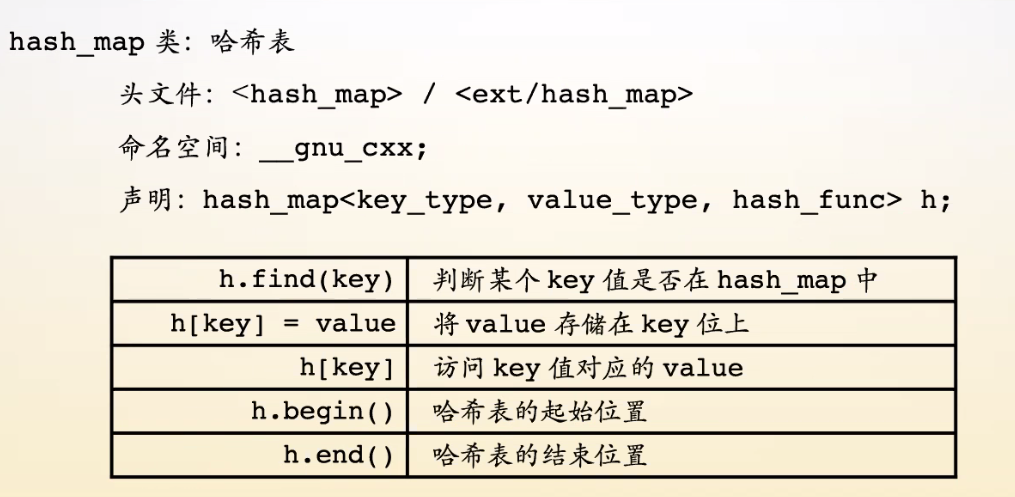 hash_map 类：哈希表
头文件：<hash_map> / <ext/hash_map>
命名空间：__gnu_cxx;
声明：hash_map<key_type, value_type, hash_func> h;
h.find(key) 判断某个 key 值是否在 hash_map 中
h[key] = value 将 value 存储在 key 位上
h[key] 访问 key 值对应的 value
h.begin() 哈希表的起始位置
h.end() 哈希表的结束位置